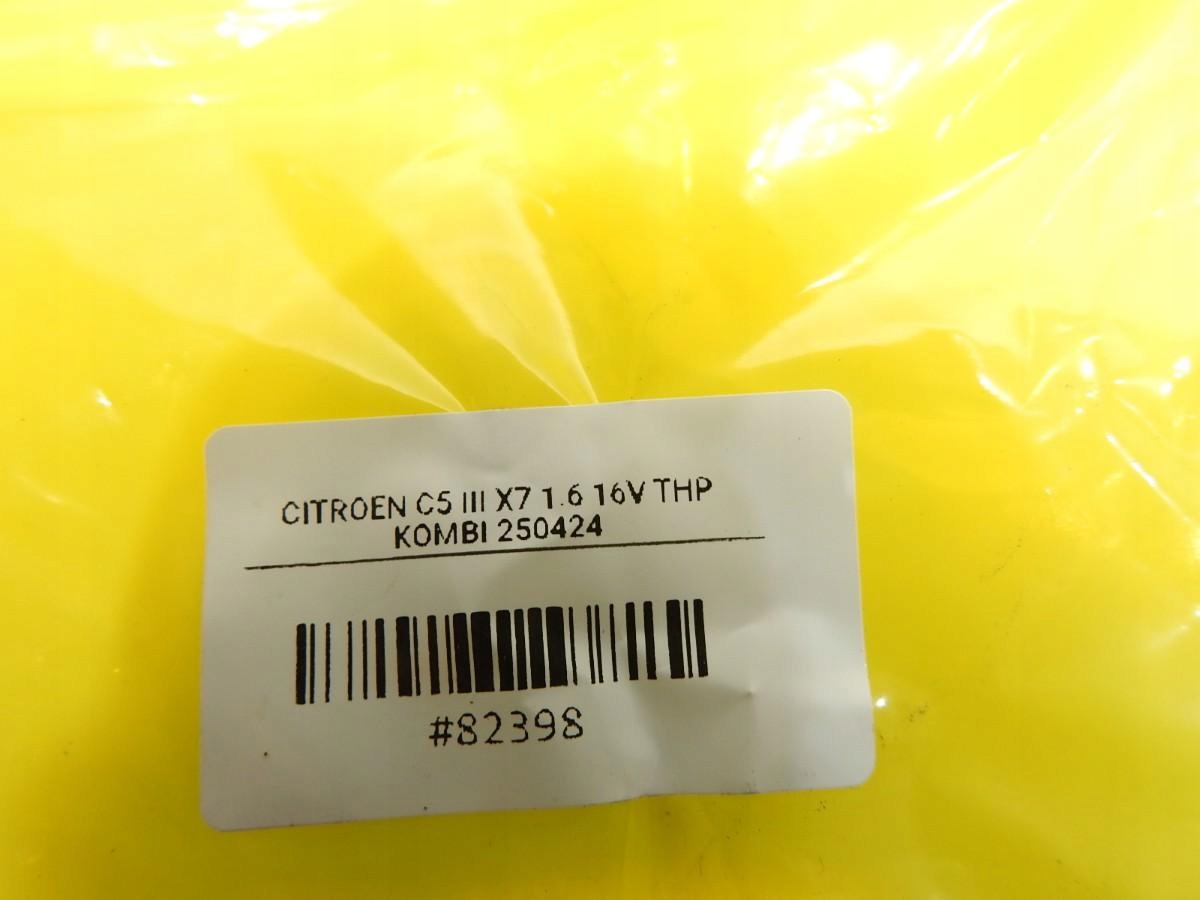 CITROEN C5 III X7 1.6 16V THP
KOMBI 250424
#82398